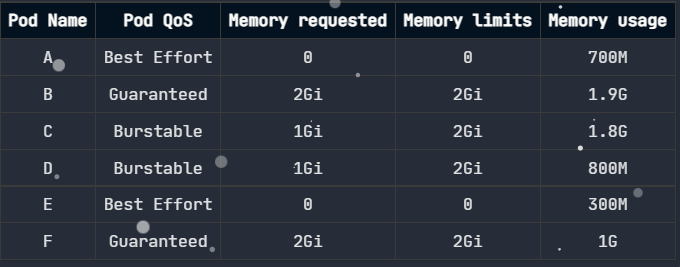 Pod Name Pod QoS Memory requested Memory limits Memory usage
A Best Effort 0 0 700M
B Guaranteed 2Gi 2Gi 1.9G
C Burstable 1Gi 2Gi 1.8G
D Burstable 1Gi 2Gi 800M
E Best Effort 0 0 300M
F Guaranteed 2Gi 2Gi 1G